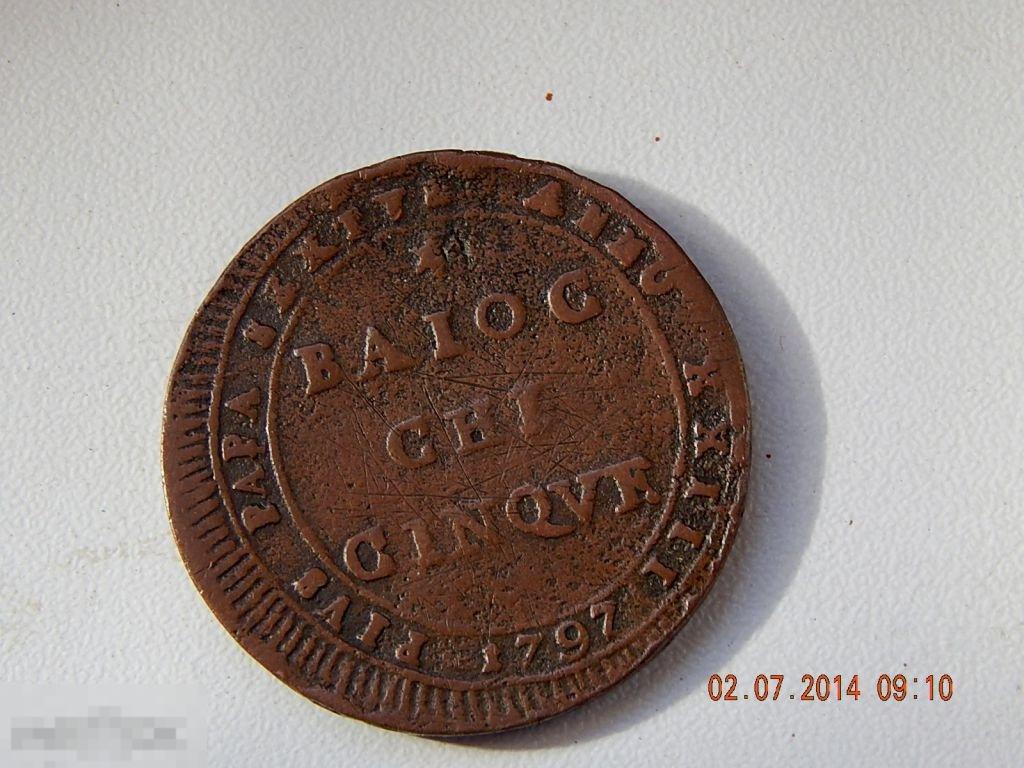 PIVS PAPA SEXTVS ANNO XXIII 1797
BAIOC
CHI
CINQVE
02.07.2014 09:10